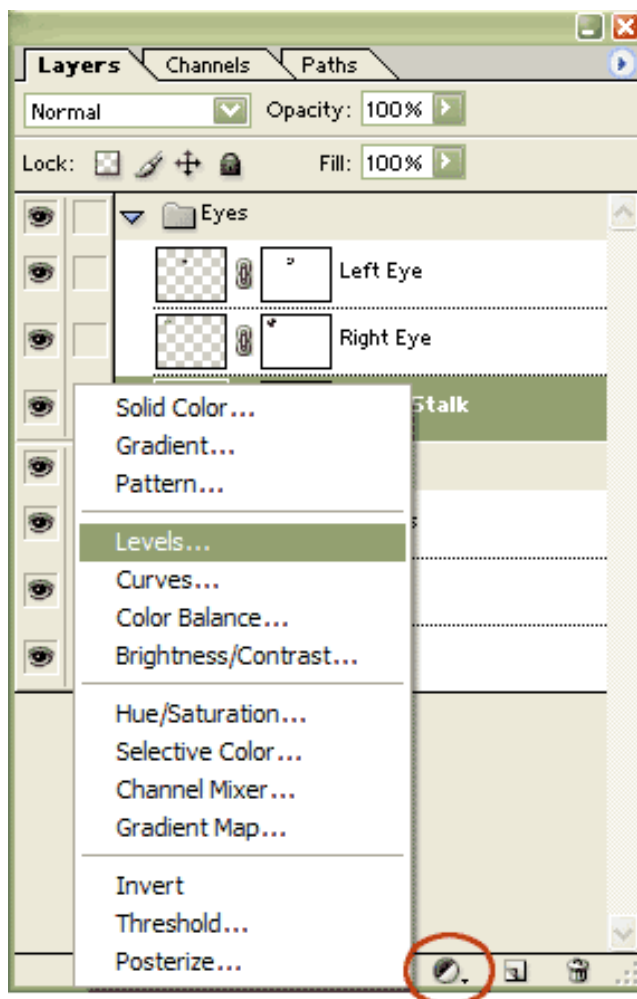 Layers Channels Paths
Normal Opacity: 100%
Lock: Fill: 100%
Eyes
Left Eye
Right Eye
Stalk
Solid Color...
Gradient...
Pattern...
Levels...
Curves...
Color Balance...
Brightness/Contrast...
Hue/Saturation...
Selective Color...
Channel Mixer...
Gradient Map...
Invert
Threshold...
Posterize...